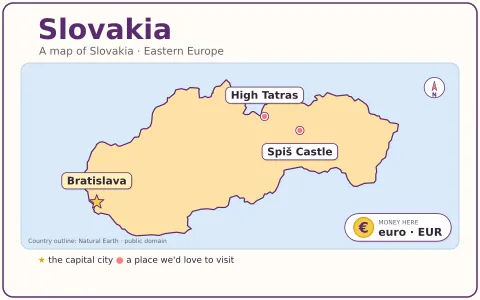 Slovakia
A map of Slovakia · Eastern Europe
High Tatras
N
Spiš Castle
Bratislava
MONEY HERE
€ euro · EUR
Country outline: Natural Earth · public domain
★ the capital city ● a place we'd love to visit